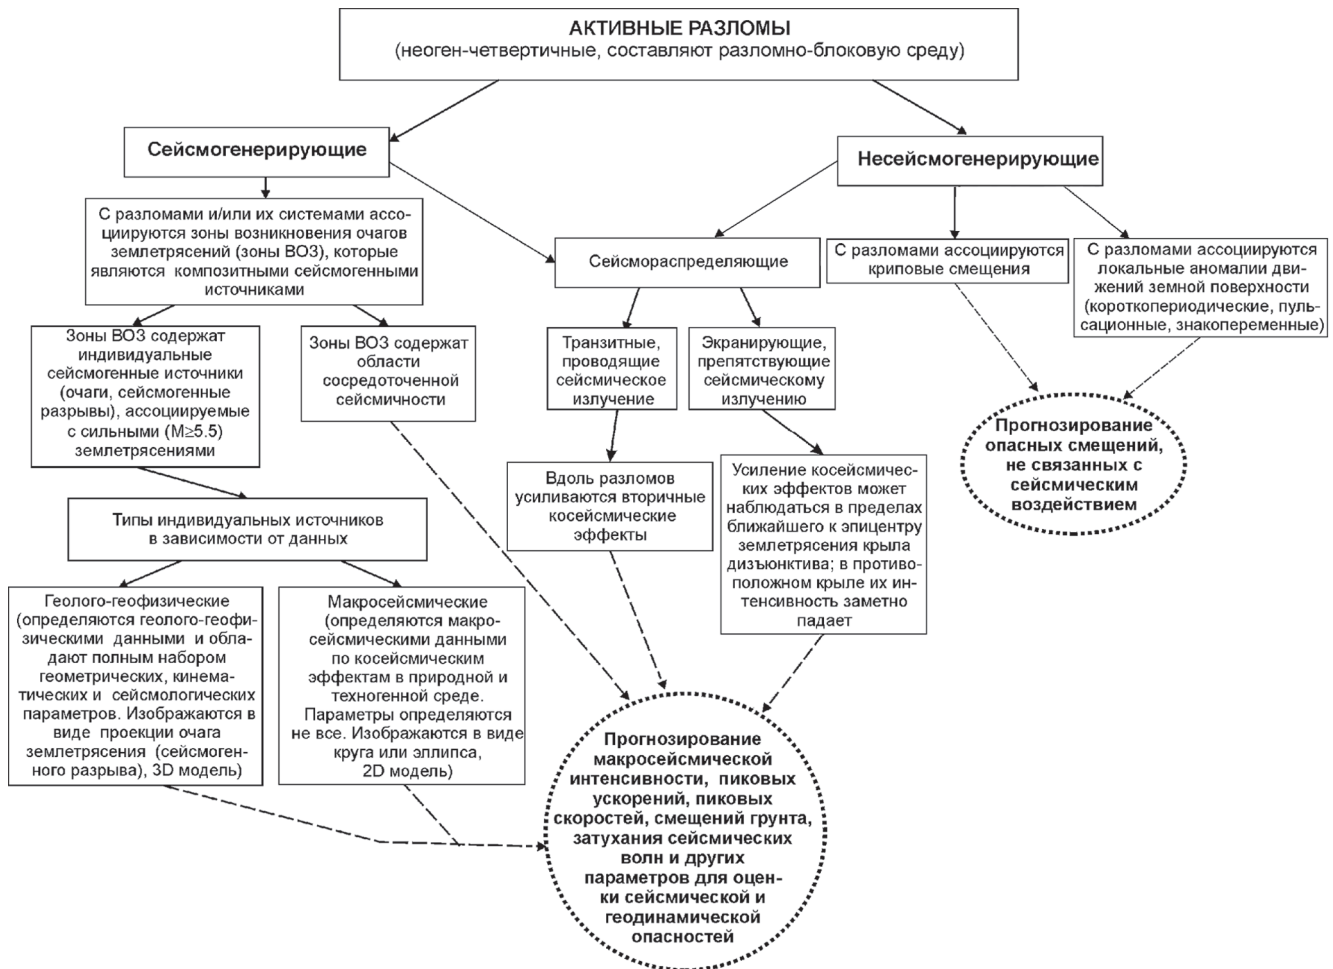 АКТИВНЫЕ РАЗЛОМЫ
(неоген-четвертичные, составляют разломно-блоковую среду)
Сейсмогенерирующие
Несейсмогенерирующие
С разломами и/или их системами ассо-
циируются зоны возникновения очагов
землетрясений (зоны ВОЗ), которые
являются композитными сейсмогенными
источниками
Сейсмораспределяющие
С разломами ассоциируются
криповые смещения
С разломами ассоциируются
локальные аномалии дви-
жений земной поверхности
(короткопериодические, пуль-
сационные, знакопеременные)
Зоны ВОЗ содержат
индивидуальные
сейсмогенные источники
(очаги, сейсмогенные
разрывы), ассоциируемые
с сильными (M≥5.5)
землетрясениями
Зоны ВОЗ содержат
области
сосредоточенной
сейсмичности
Транзитные,
проводящие
сейсмическое
излучение
Экранирующие,
препятствующие
сейсмическому
излучению
Прогнозирование
опасных смещений,
не связанных с
сейсмическим
воздействием
Вдоль разломов
усиливаются вторичные
косейсмические
эффекты
Усиление косейсмичес-
ких эффектов может
наблюдаться в пределах
ближайшего к эпицентру
землетрясения крыла
дизъюнктива; в противо-
положном крыле их ин-
тенсивность заметно
падает
Типы индивидуальных источников
в зависимости от данных
Геолого-геофизические
(определяются геолого-геофи-
зическими данными и обла-
дают полным набором
геометрических, кинема-
тических и сейсмологических
параметров. Изображаются в
виде проекции очага
землетрясения (сейсмоген-
ного разрыва), 3D модель)
Макросейсмические
(определяются макро-
сейсмическими данными
по косейсмическим
эффектам в природной и
техногенной среде.
Параметры определяются
не все. Изображаются в виде
круга или эллипса,
2D модель)
Прогнозирование
макросейсмической
интенсивности, пиковых
ускорений, пиковых
скоростей, смещений грунта,
затухания сейсмических
волн и других
параметров для оцен-
ки сейсмической и
геодинамической
опасностей